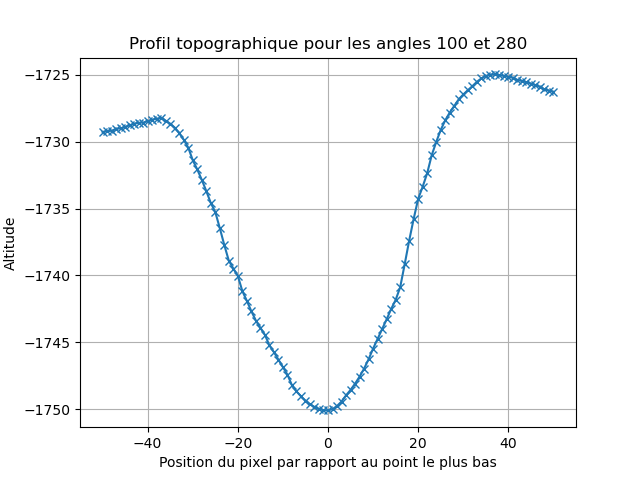 Profil topographique pour les angles 100 et 280
Altitude
−1725
−1730
−1735
−1740
−1745
−1750
−40 −20 0 20 40
Position du pixel par rapport au point le plus bas